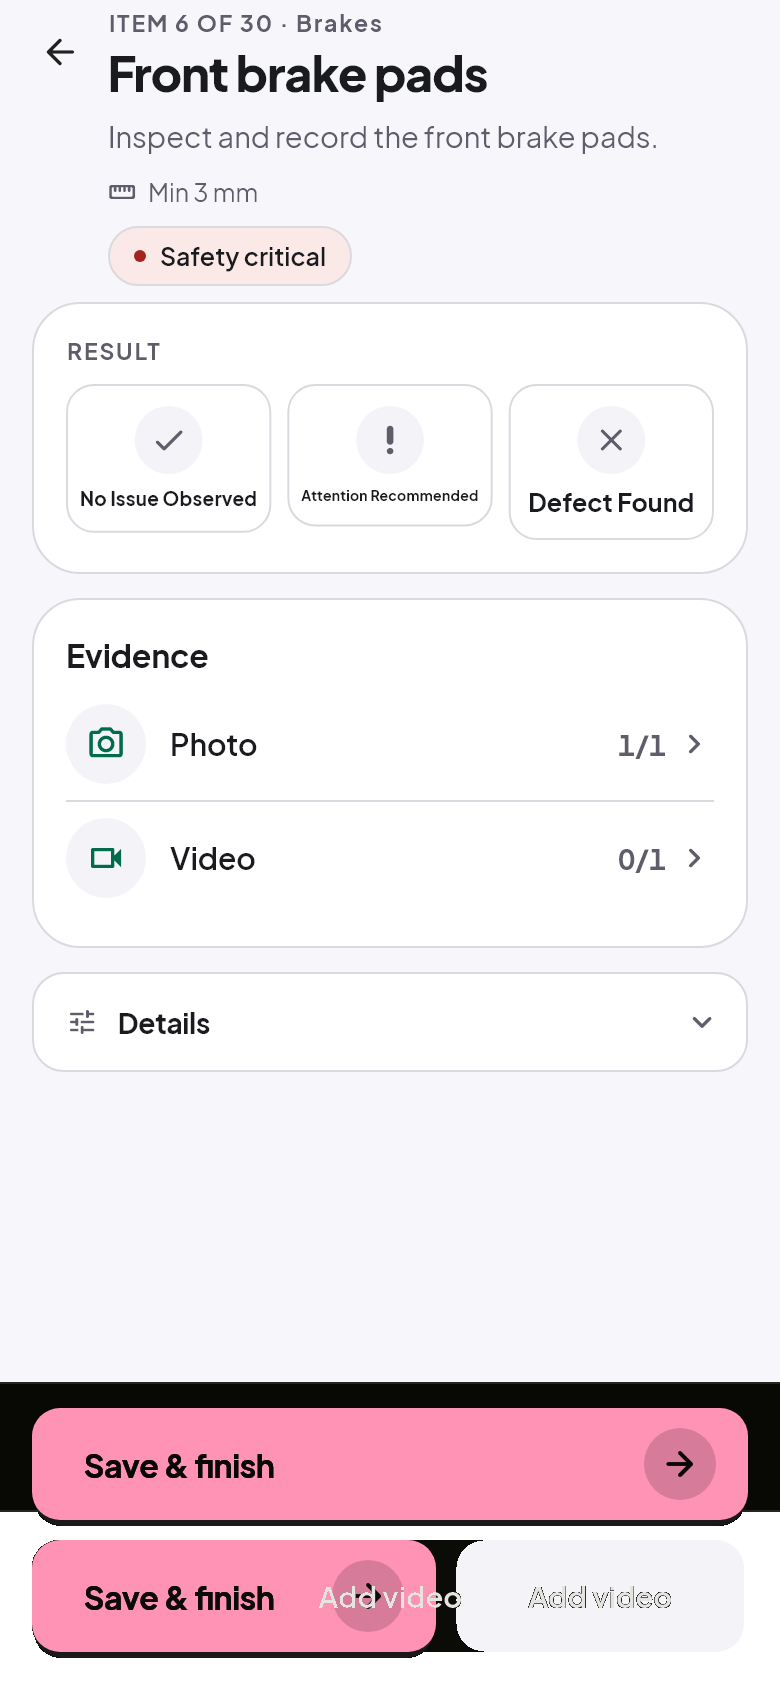 ITEM 6 OF 30 · Brakes
Front brake pads
Inspect and record the front brake pads.
Min 3 mm
Safety critical
RESULT
No Issue Observed
Attention Recommended
Defect Found
Evidence
Photo 1/1
Video 0/1
Details
Save & finish
Save & finish Add video Add video